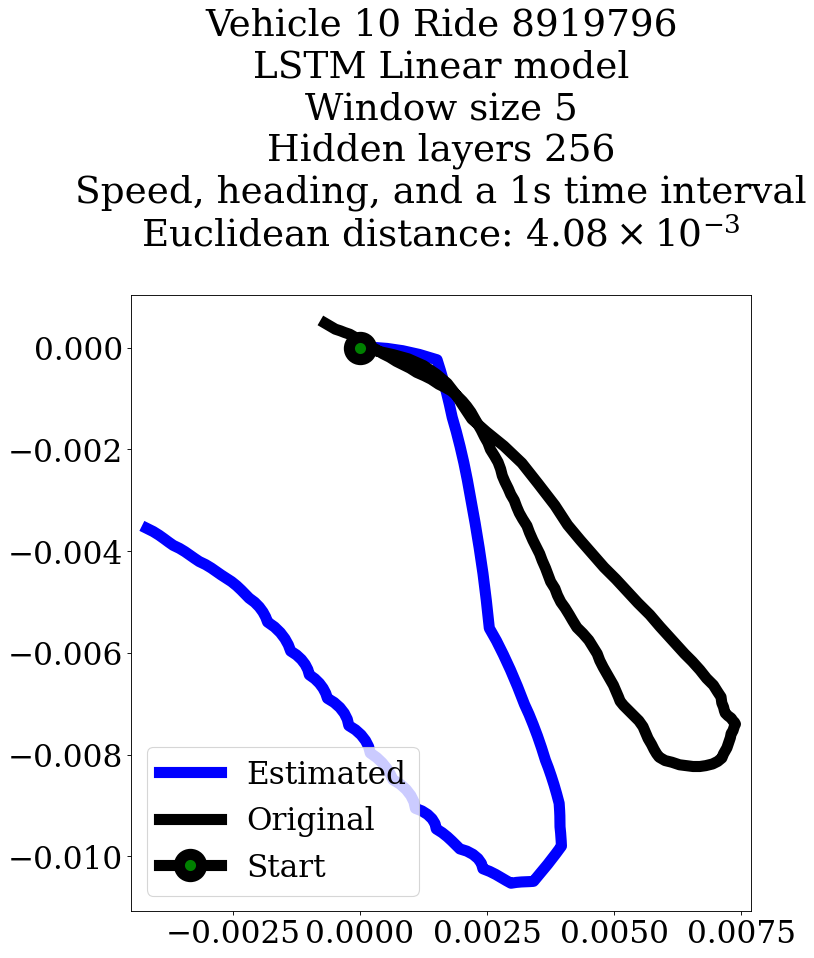 Vehicle 10 Ride 8919796
LSTM Linear model
Window size 5
Hidden layers 256
Speed, heading, and a 1s time interval
Euclidean distance: 4.08 × 10⁻³
0.000
−0.002
−0.004
−0.006
−0.008
−0.010
Estimated
Original
Start
−0.0025 0.0000 0.0025 0.0050 0.0075